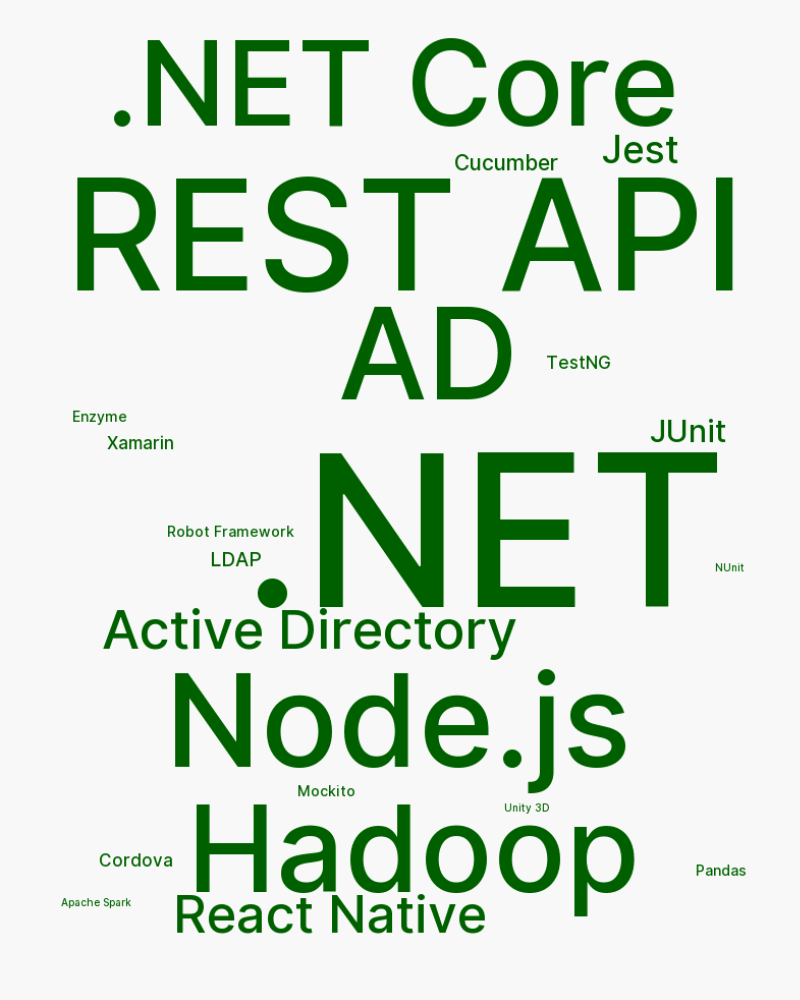 .NET Core
Jest
Cucumber
REST API
AD
TestNG
Enzyme
JUnit
Xamarin
.NET
Robot Framework
LDAP
NUnit
Active Directory
Node.js
Mockito
Unity 3D
Hadoop
Cordova
Pandas
Apache Spark
React Native